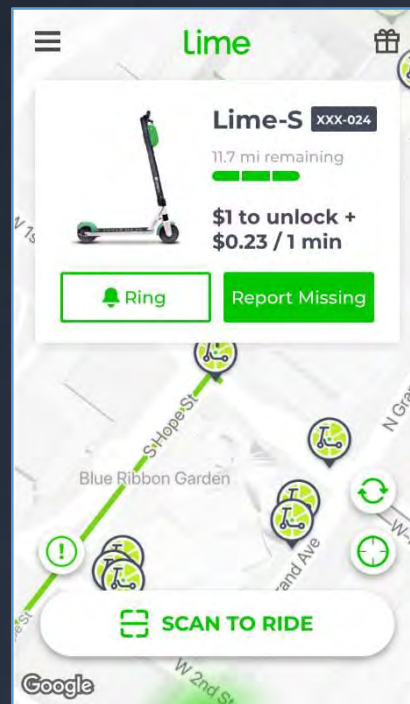 Lime
Lime-S XXX-024
11.7 mi remaining
$1 to unlock +
$0.23 / 1 min
Ring
Report Missing
S Hope St
N Gra
Blue Ribbon Garden
rand Ave
SCAN TO RIDE
W 2nd St
Google